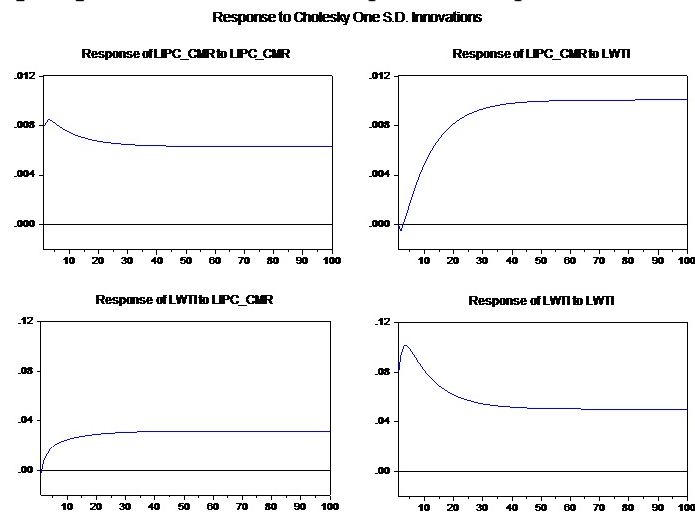 Response to Cholesky One S.D. Innovations
Response of LIPC_CMR to LIPC_CMR
.012
.008
.004
.000
10 20 30 40 50 60 70 80 90 100
Response of LIPC_CMR to LWTI
.012
.008
.004
.000
10 20 30 40 50 60 70 80 90 100
Response of LWTI to LIPC_CMR
.12
.08
.04
.00
10 20 30 40 50 60 70 80 90 100
Response of LWTI to LWTI
.12
.08
.04
.00
10 20 30 40 50 60 70 80 90 100